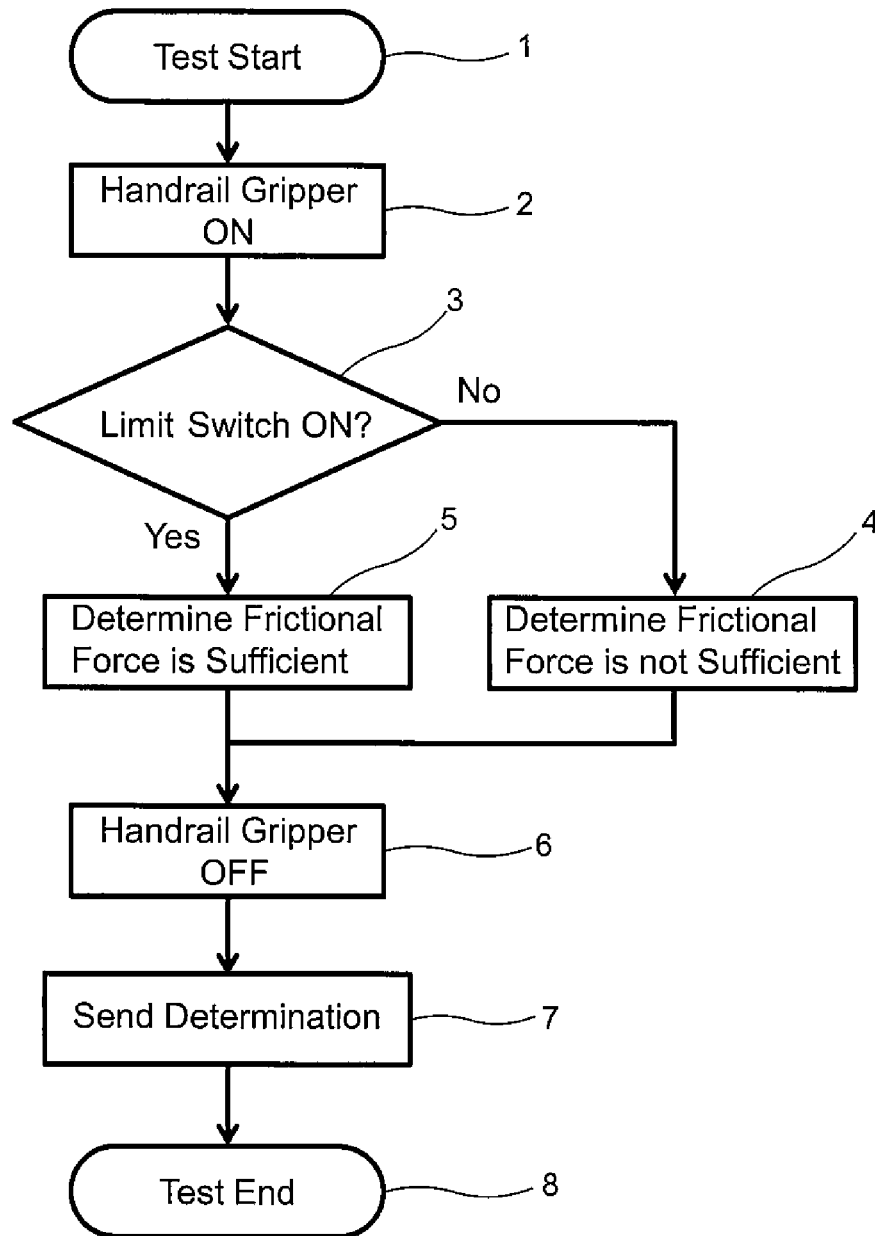 Test Start
1
Handrail Gripper
ON
2
3
Limit Switch ON?
No
Yes
5
4
Determine Frictional
Force is Sufficient
Determine Frictional
Force is not Sufficient
Handrail Gripper
OFF
6
Send Determination
7
Test End
8